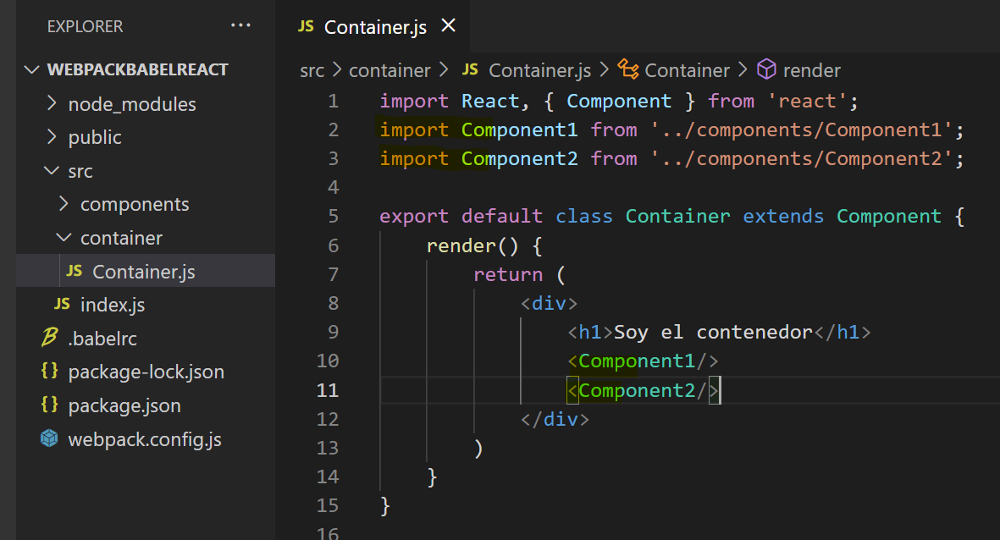 EXPLORER ···
WEBPACKBABELREACT
node_modules
public
src
components
container
JS Container.js
JS index.js
.babelrc
{} package-lock.json
{} package.json
webpack.config.js
JS Container.js ×
src > container > JS Container.js > Container > render
1 import React, { Component } from 'react';
2 import Component1 from '../components/Component1';
3 import Component2 from '../components/Component2';
4
5 export default class Container extends Component {
6 render() {
7 return (
8 <div>
9 <h1>Soy el contenedor</h1>
10 <Component1/>
11 <Component2/>
12 </div>
13 )
14 }
15 }
16